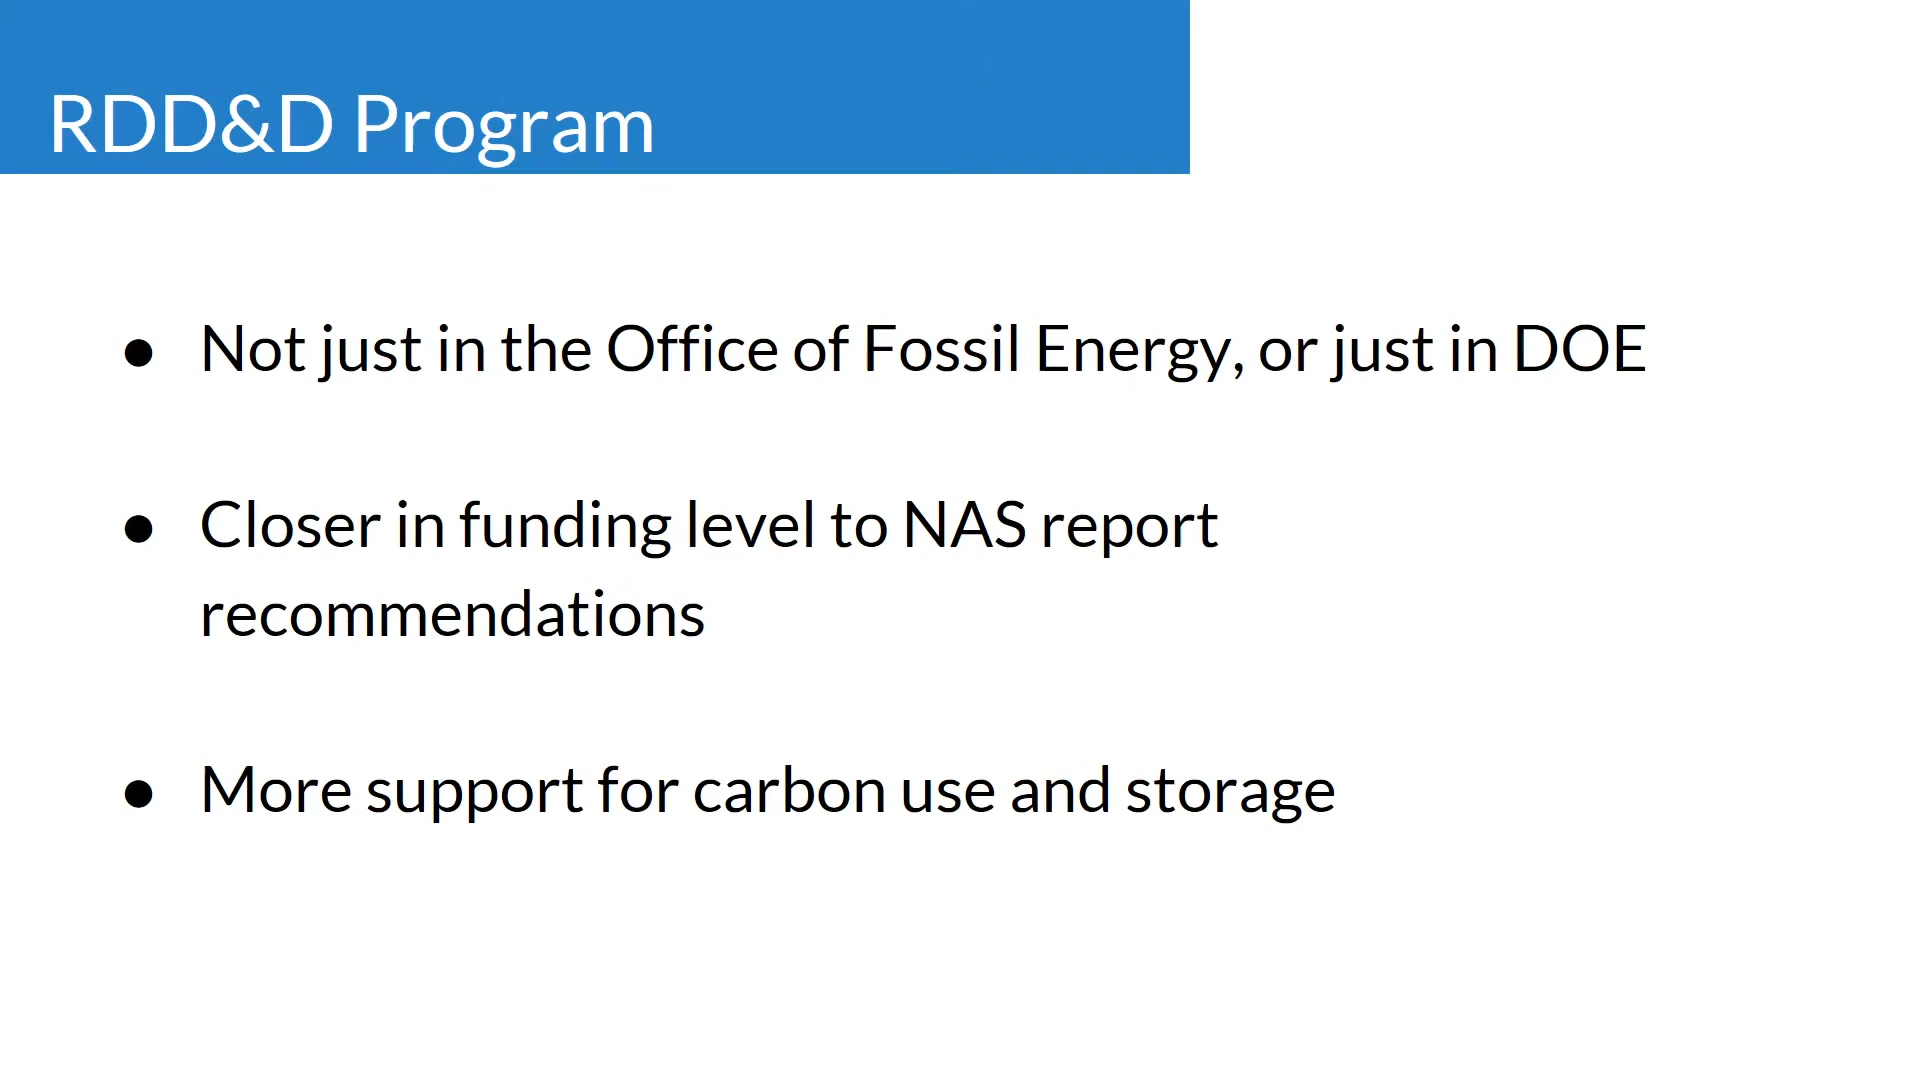 RDD&D Program
● Not just in the Office of Fossil Energy, or just in DOE
● Closer in funding level to NAS report
recommendations
● More support for carbon use and storage